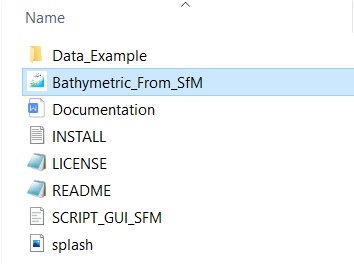 Name
Data_Example
Bathymetric_From_SfM
Documentation
INSTALL
LICENSE
README
SCRIPT_GUI_SFM
splash